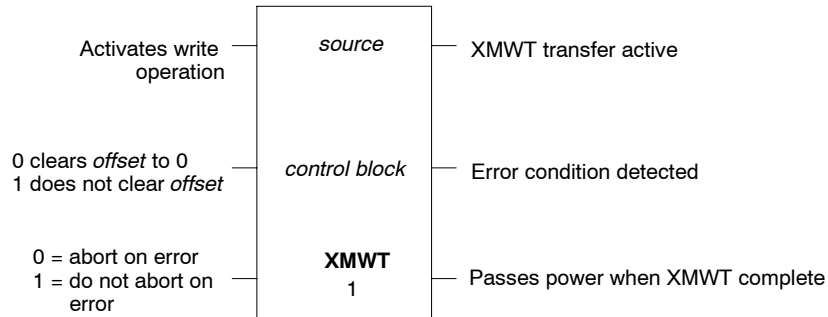 Activates write operation
source
XMWT transfer active
0 clears offset to 0
1 does not clear offset
control block
Error condition detected
0 = abort on error
1 = do not abort on error
XMWT
1
Passes power when XMWT complete